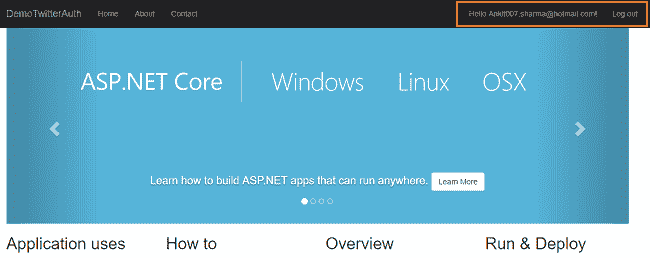 DemoTwitterAuth Home About Contact Hello Ankit007.sharma@hotmail.com! Log out
ASP.NET Core Windows Linux OSX
Learn how to build ASP.NET apps that can run anywhere. Learn More
Application uses How to Overview Run & Deploy